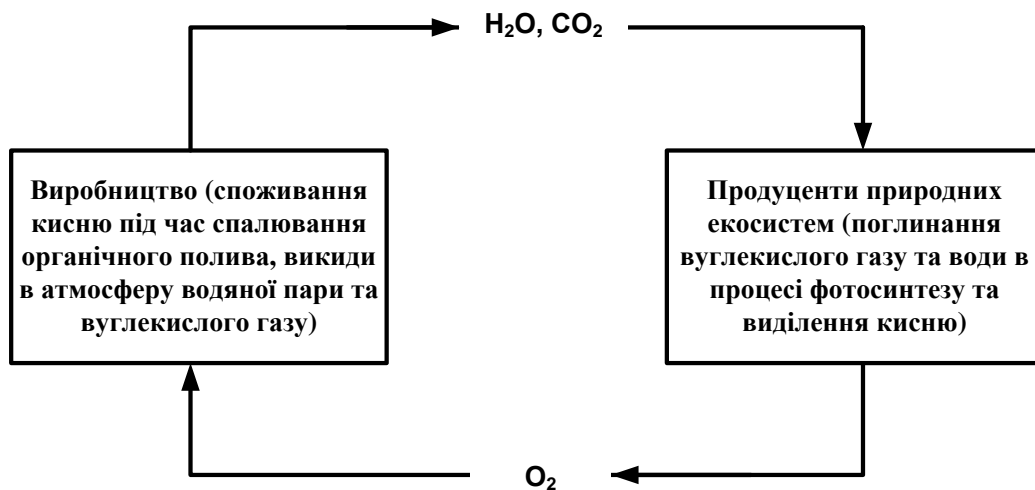 H₂O, CO₂
Виробництво (споживання
кисню під час спалювання
органічного полива, викиди
в атмосферу водяної пари та
вуглекислого газу)
Продуценти природних
екосистем (поглинання
вуглекислого газу та води в
процесі фотосинтезу та
виділення кисню)
O₂